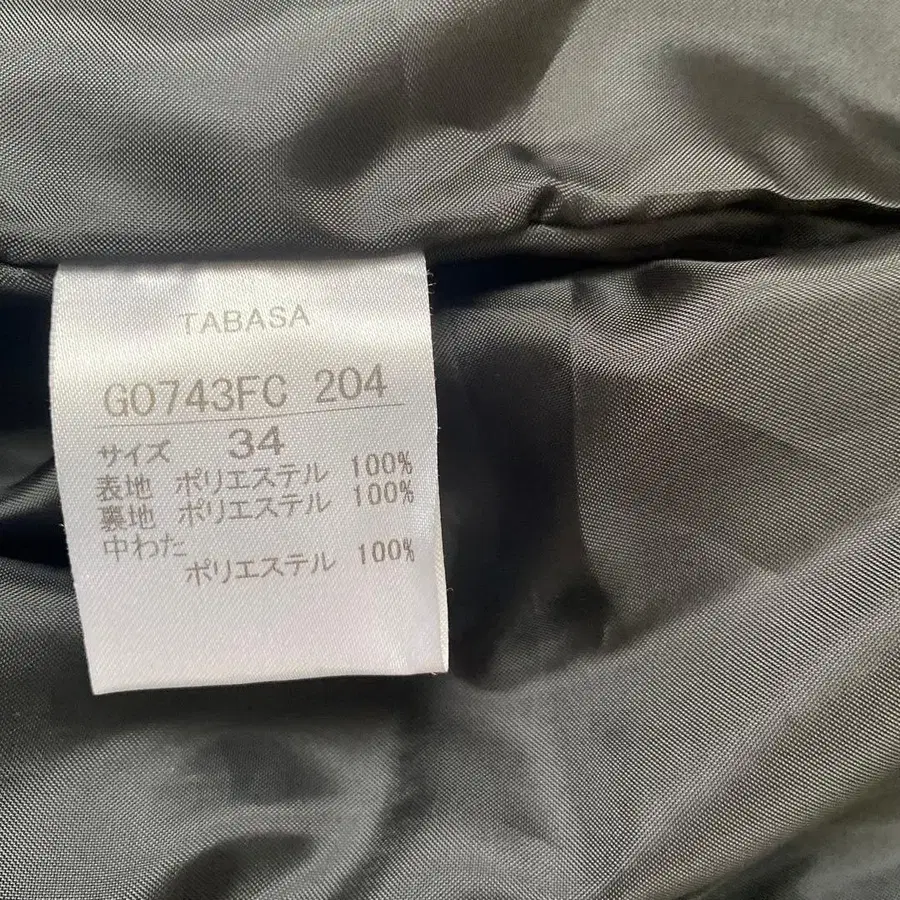 TABASA
G0743FC 204
サイズ 34
表地 ポリエステル 100%
裏地 ポリエステル 100%
中わた
ポリエステル 100%